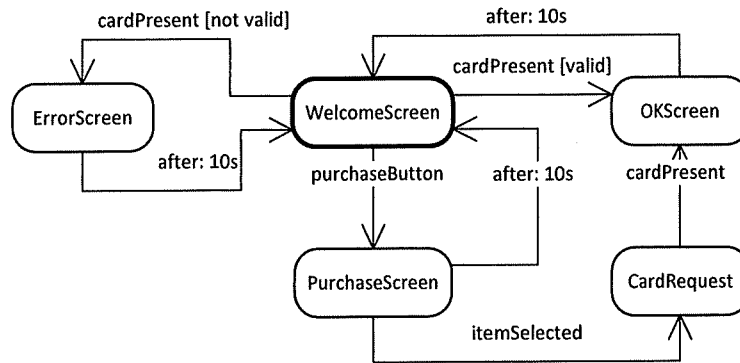 cardPresent [not valid]
after: 10s
cardPresent [valid]
ErrorScreen
WelcomeScreen
OKScreen
after: 10s
purchaseButton
after: 10s
cardPresent
PurchaseScreen
CardRequest
itemSelected